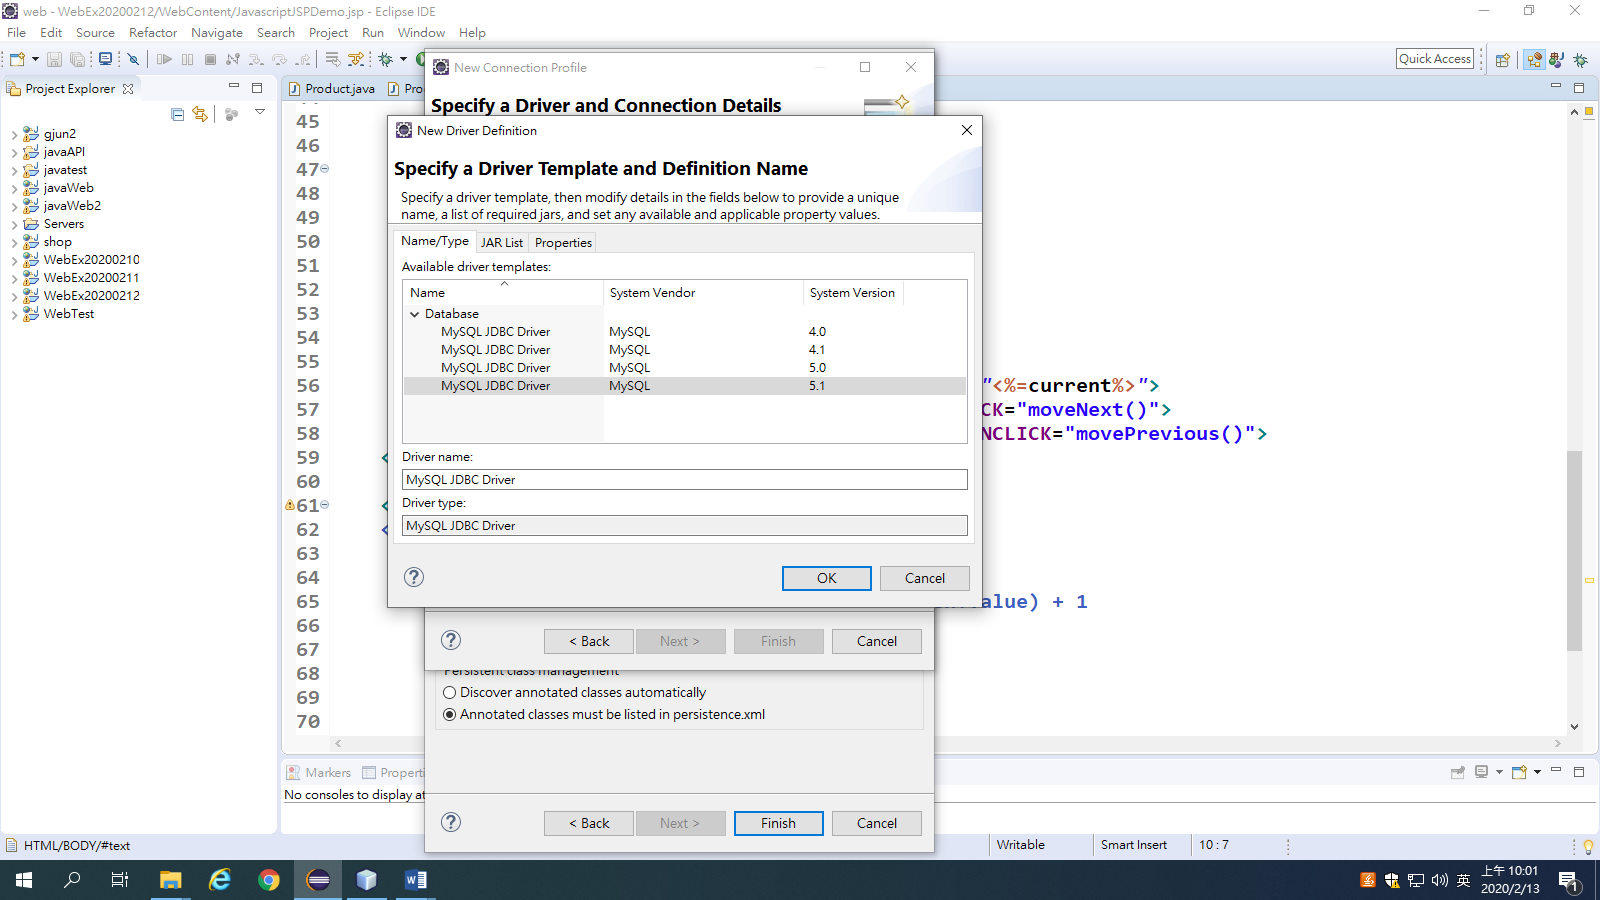 web - WebEx20200212/WebContent/JavascriptJSPDemo.jsp - Eclipse IDE
File Edit Source Refactor Navigate Search Project Run Window Help
Quick Access
Project Explorer
gjun2
javaAPI
javatest
javaWeb
javaWeb2
Servers
shop
WebEx20200210
WebEx20200211
WebEx20200212
WebTest
Product.java
Pro
45
46
47
48
49
50
51
52
53
54
55
56 "<%=current%>">
57 CK="moveNext()">
58 NCLICK="movePrevious()">
59 <
60
61 <
62 <
63
64
65 alue) + 1
66
67
68
69
70
New Connection Profile
Specify a Driver and Connection Details
New Driver Definition
Specify a Driver Template and Definition Name
Specify a driver template, then modify details in the fields below to provide a unique
name, a list of required jars, and set any available and applicable property values.
Name/Type JAR List Properties
Available driver templates:
Name System Vendor System Version
Database
MySQL JDBC Driver MySQL 4.0
MySQL JDBC Driver MySQL 4.1
MySQL JDBC Driver MySQL 5.0
MySQL JDBC Driver MySQL 5.1
Driver name:
MySQL JDBC Driver
Driver type:
MySQL JDBC Driver
OK Cancel
< Back Next > Finish Cancel
Persistent class management
Discover annotated classes automatically
Annotated classes must be listed in persistence.xml
< Back Next > Finish Cancel
Markers Properti
No consoles to display at
HTML/BODY/#text
Writable Smart Insert 10 : 7
英
上午 10:01
2020/2/13
1